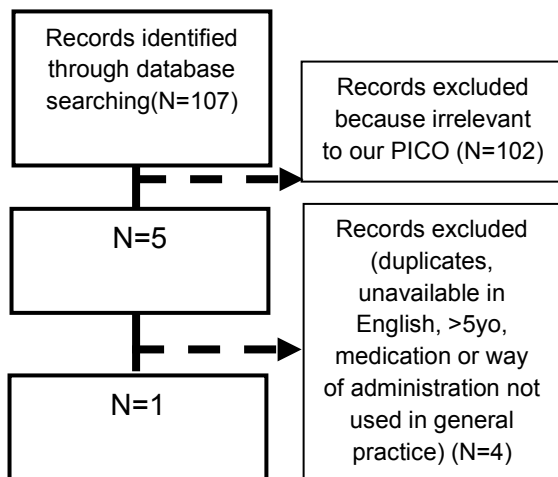 Records identified
through database
searching(N=107)
Records excluded
because irrelevant
to our PICO (N=102)
N=5
Records excluded
(duplicates,
unavailable in
English, >5yo,
medication or way
of administration not
used in general
practice) (N=4)
N=1